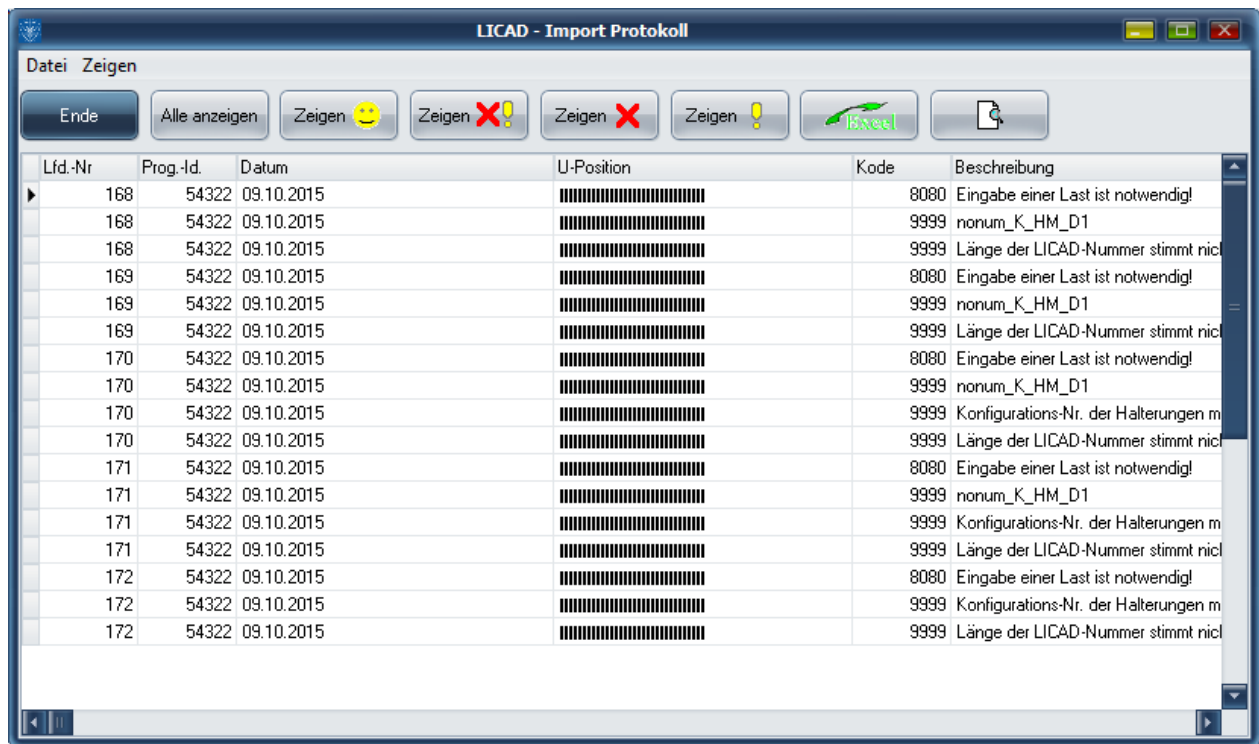 LICAD - Import Protokoll
Datei Zeigen
Ende Alle anzeigen Zeigen Zeigen Zeigen Zeigen Excel
Lfd.-Nr Prog.-Id. Datum U-Position Kode Beschreibung
168 54322 09.10.2015 8080 Eingabe einer Last ist notwendig!
168 54322 09.10.2015 9999 nonum_K_HM_D1
168 54322 09.10.2015 9999 Länge der LICAD-Nummer stimmt nicl
169 54322 09.10.2015 8080 Eingabe einer Last ist notwendig!
169 54322 09.10.2015 9999 nonum_K_HM_D1
169 54322 09.10.2015 9999 Länge der LICAD-Nummer stimmt nicl
170 54322 09.10.2015 8080 Eingabe einer Last ist notwendig!
170 54322 09.10.2015 9999 nonum_K_HM_D1
170 54322 09.10.2015 9999 Konfigurations-Nr. der Halterungen m
170 54322 09.10.2015 9999 Länge der LICAD-Nummer stimmt nicl
171 54322 09.10.2015 8080 Eingabe einer Last ist notwendig!
171 54322 09.10.2015 9999 nonum_K_HM_D1
171 54322 09.10.2015 9999 Konfigurations-Nr. der Halterungen m
171 54322 09.10.2015 9999 Länge der LICAD-Nummer stimmt nicl
172 54322 09.10.2015 8080 Eingabe einer Last ist notwendig!
172 54322 09.10.2015 9999 Konfigurations-Nr. der Halterungen m
172 54322 09.10.2015 9999 Länge der LICAD-Nummer stimmt nicl